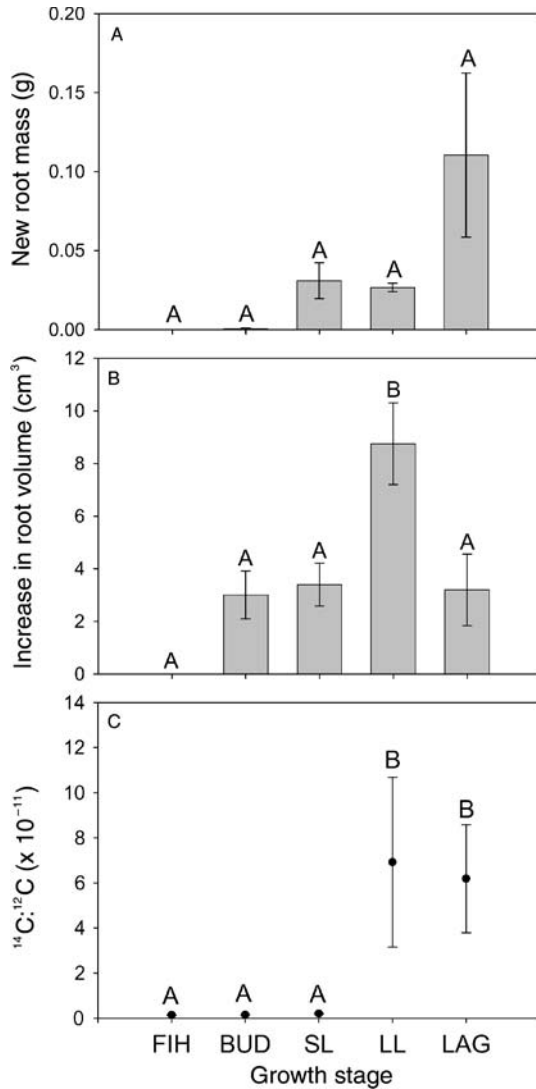 A
New root mass (g)
0.20
0.15
0.10
0.05
0.00
A A A A A
B
Increase in root volume (cm³)
12
10
8
6
4
2
0
A A A B A
C
¹⁴C:¹²C (x 10⁻¹¹)
14
12
10
8
6
4
2
0
A A A B B
FIH BUD SL LL LAG
Growth stage